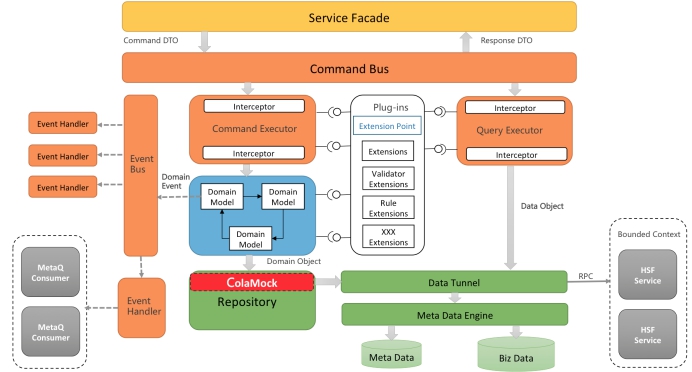 Service Facade
Command DTO
Response DTO
Command Bus
Interceptor
Command Executor
Interceptor
Plug-ins
Extension Point
Extensions
Validator
Extensions
Rule
Extensions
XXX
Extensions
Interceptor
Query Executor
Interceptor
Event Handler
Event Handler
Event Handler
Event
Bus
Domain
Event
Domain
Model
Domain
Model
Domain
Model
Domain Object
Data Object
Bounded Context
HSF
Service
HSF
Service
RPC
MetaQ
Consumer
MetaQ
Consumer
Event
Handler
ColaMock
Repository
Data Tunnel
Meta Data Engine
Meta Data
Biz Data